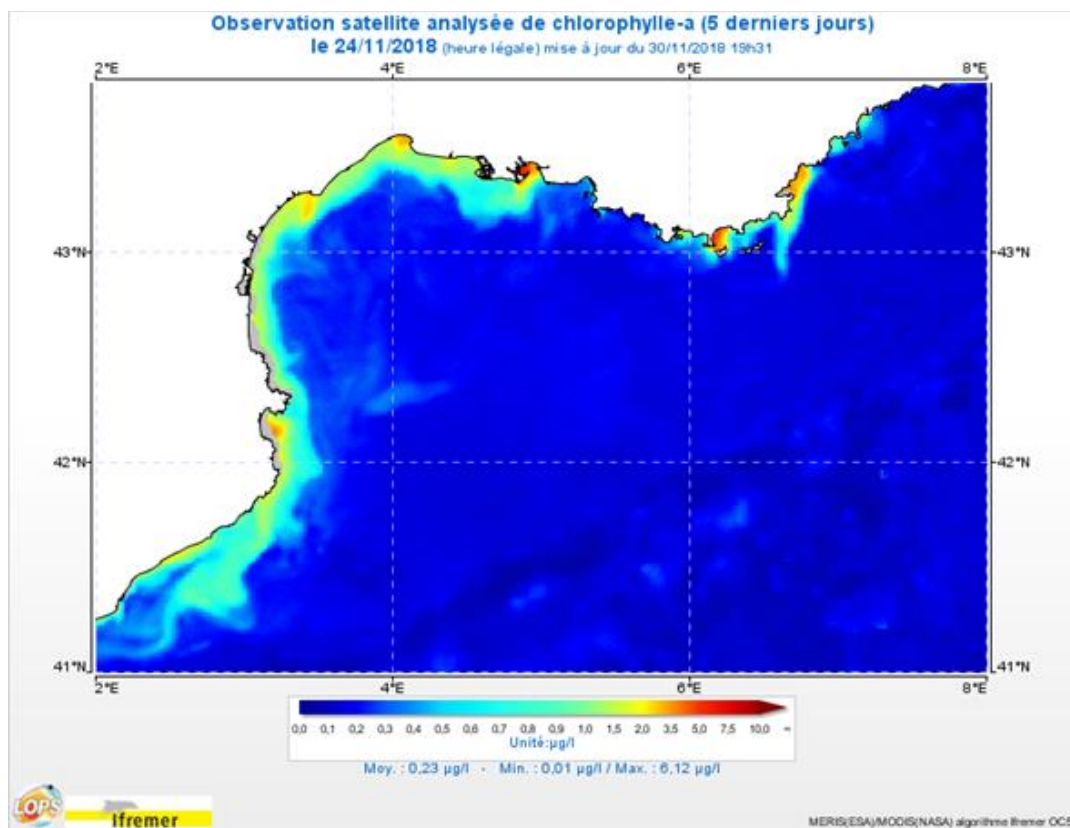 Observation satellite analysée de chlorophylle-a (5 derniers jours)
le 24/11/2018 (heure légale) mise à jour du 30/11/2018 19h31
2°E 4°E 6°E 8°E
43°N 43°N
42°N 42°N
41°N 41°N
2°E 4°E 6°E 8°E
0,0 0,1 0,2 0,3 0,4 0,5 0,6 0,7 0,8 0,9 1,0 1,5 2,0 3,5 5,0 7,5 10,0 ∞
Unité:µg/l
Moy. : 0,23 µg/l - Min. : 0,01 µg/l / Max. : 6,12 µg/l
LOPS
Ifremer
MERIS(ESA)/MODIS(NASA) algorithme Ifremer OC5